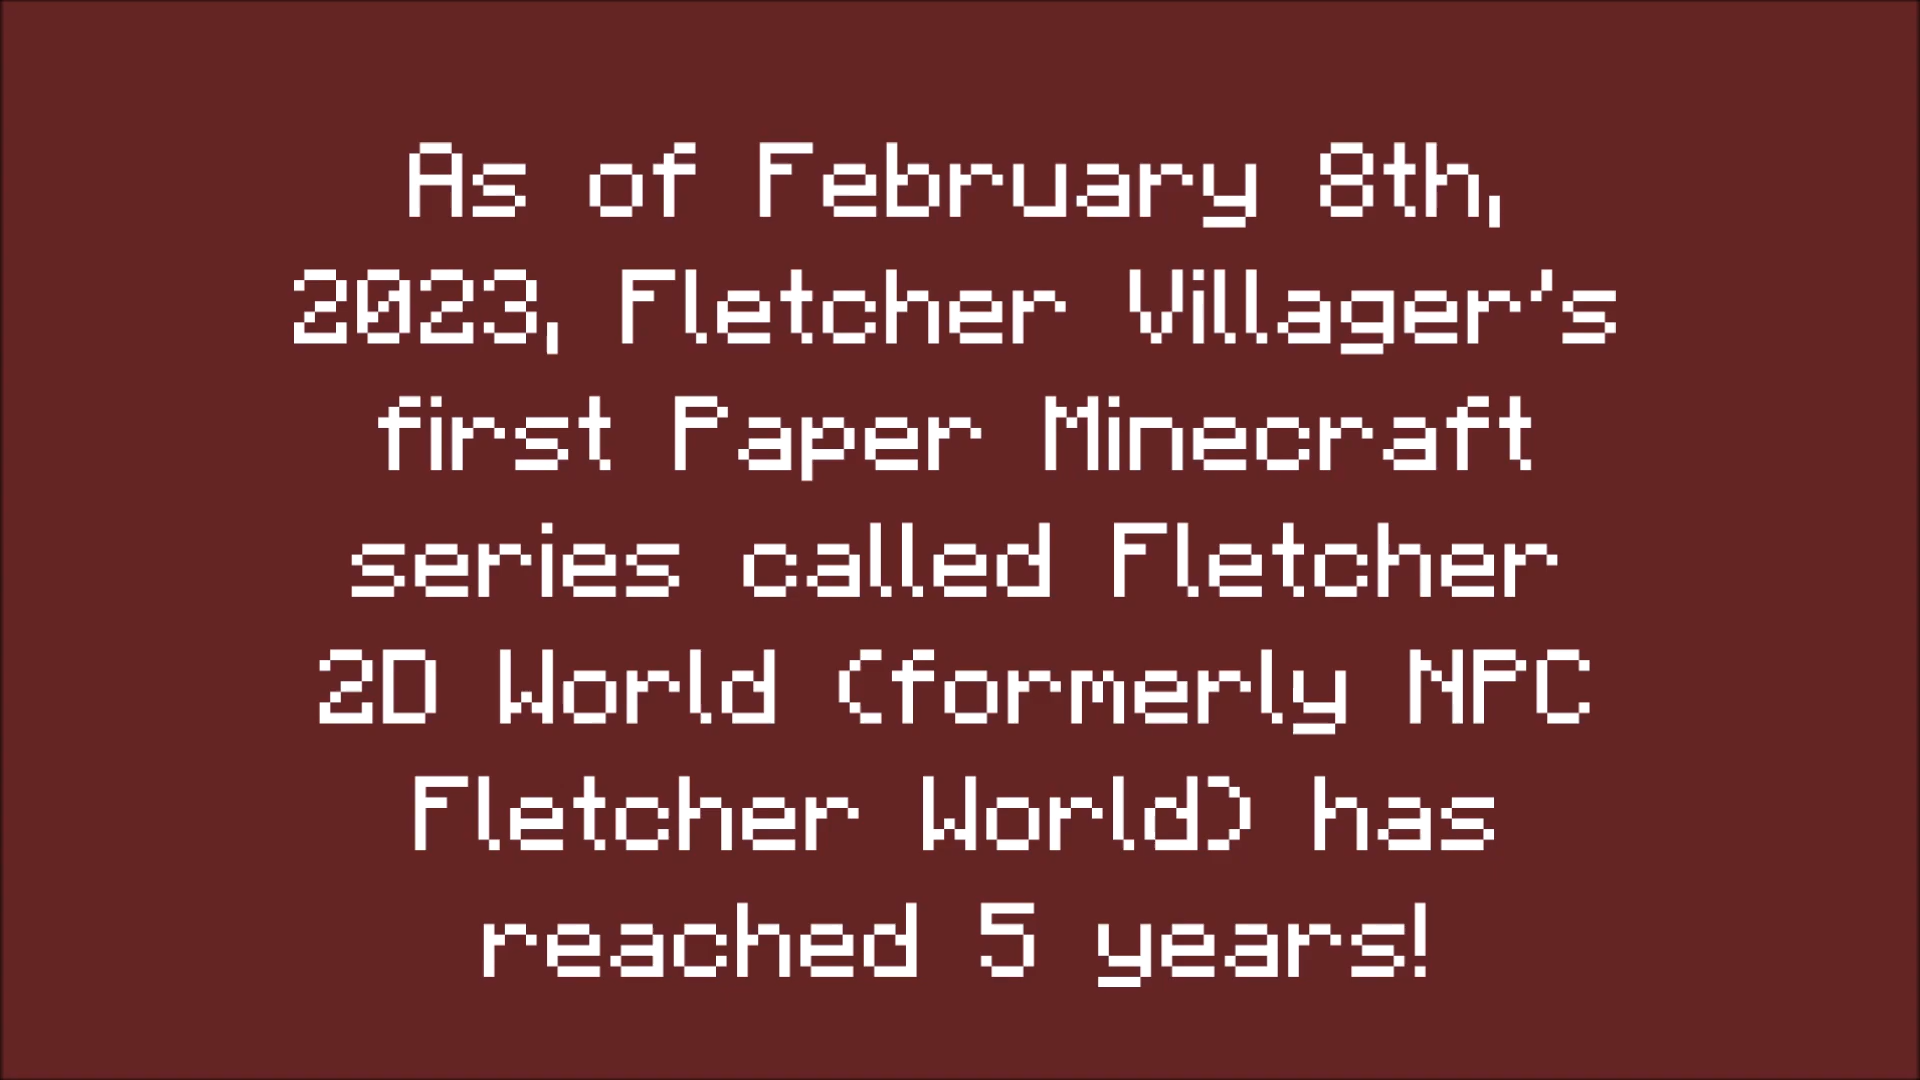 As of February 8th,
2023, Fletcher Villager's
first Paper Minecraft
series called Fletcher
2D World (formerly NPC
Fletcher World) has
reached 5 years!